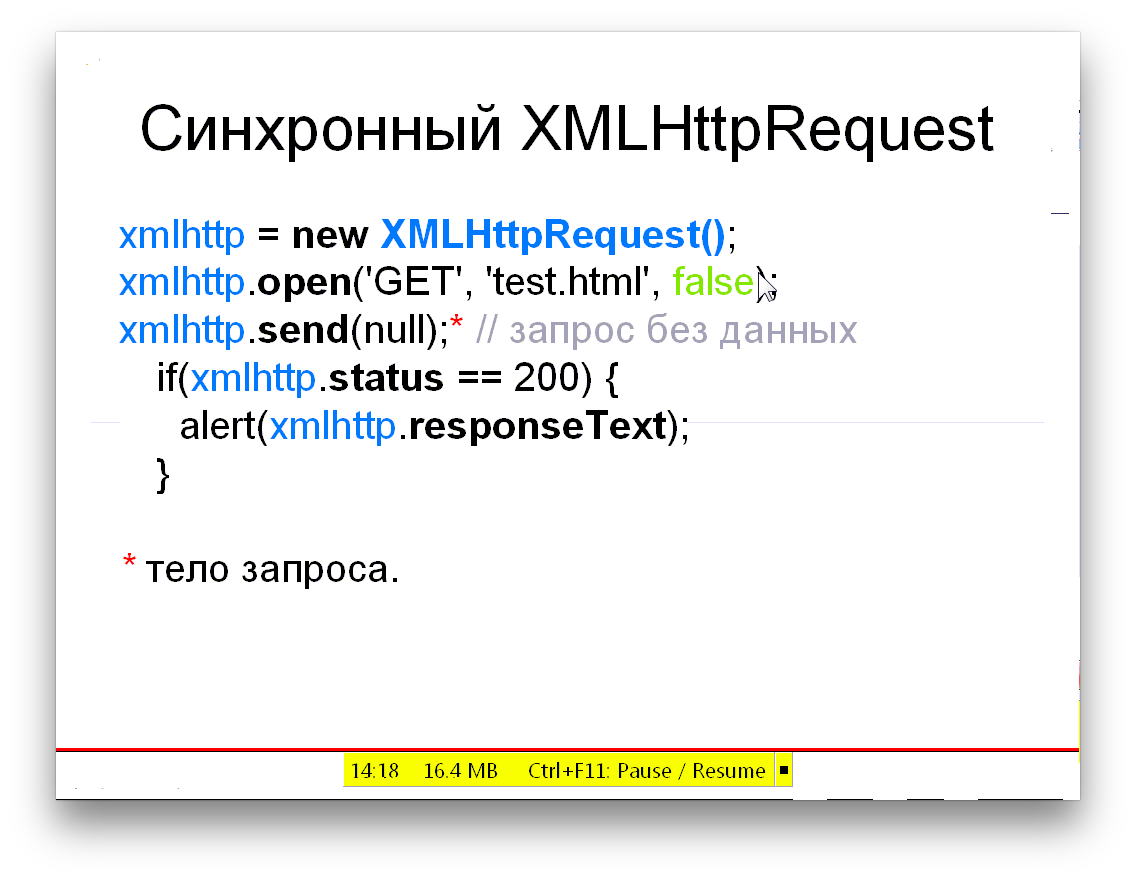 Синхронный XMLHttpRequest
xmlhttp = new XMLHttpRequest();
xmlhttp.open('GET', 'test.html', false);
xmlhttp.send(null);* // запрос без данных
if(xmlhttp.status == 200) {
alert(xmlhttp.responseText);
}
* тело запроса.
14:18 16.4 MB Ctrl+F11: Pause / Resume